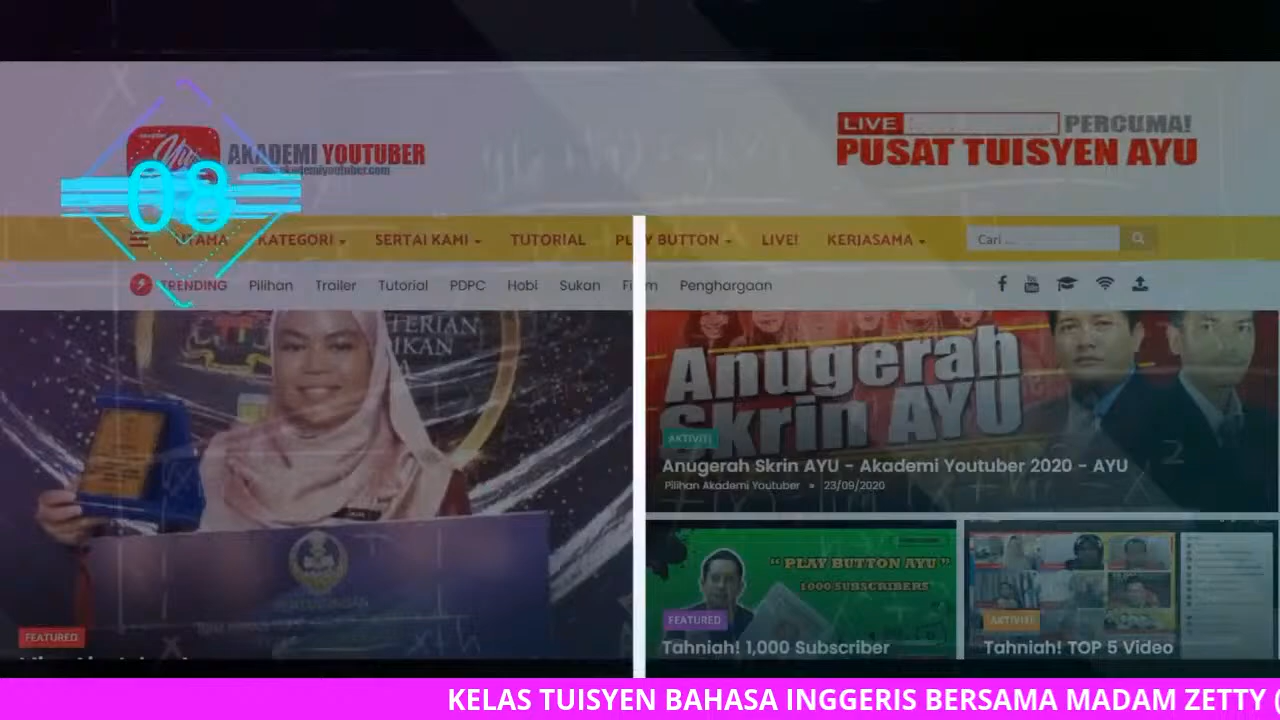 LIVE PERCUMA!
PUSAT TUISYEN AYU
AKADEMI YOUTUBER
08
UTAMA KATEGORI SERTAI KAMI TUTORIAL PLAY BUTTON LIVE! KERJASAMA Cari ...
TRENDING Pilihan Trailer Tutorial PDPC Hobi Sukan Filem Penghargaan
Anugerah
Skrin AYU
AKTIVITI
Anugerah Skrin AYU - Akademi Youtuber 2020 - AYU
Pilihan Akademi Youtuber 23/09/2020
"PLAY BUTTON AYU"
1000 SUBSCRIBERS
FEATURED
Tahniah! 1,000 Subscriber
AKTIVITI
Tahniah! TOP 5 Video
FEATURED
KELAS TUISYEN BAHASA INGGERIS BERSAMA MADAM ZETTY (